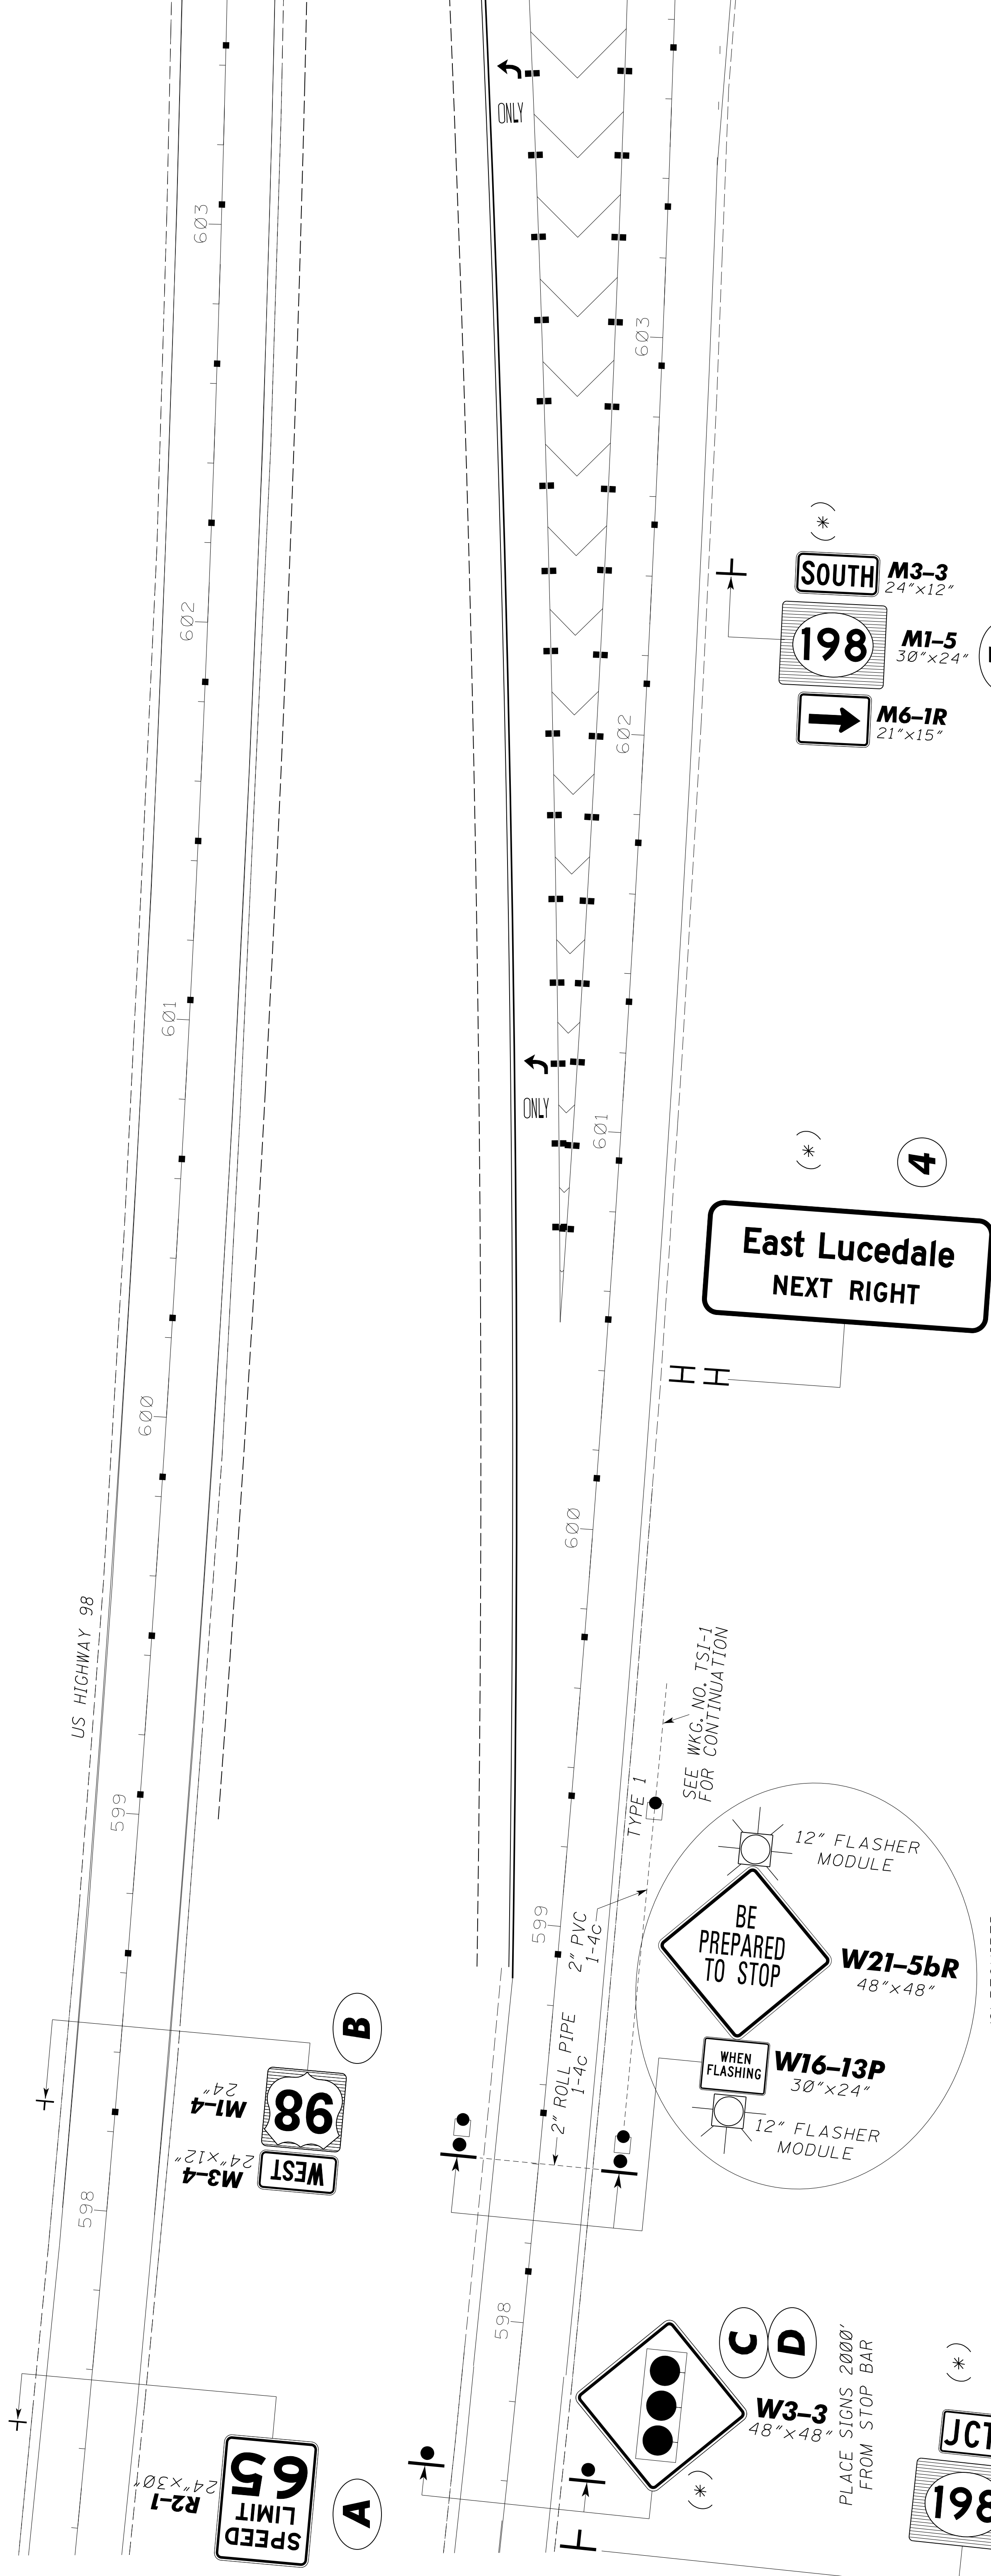 ONLY
603
603
(*)
SOUTH
M3-3
24"x12"
198
M1-5
30"x24"
M6-1R
21"x15"
602
602
601
ONLY
601
(*)
4
East Lucedale
NEXT RIGHT
600
600
US HIGHWAY 98
SEE WKG. NO. TSI-1
FOR CONTINUATION
TYPE 1
599
599
2" PVC
1-4c
12" FLASHER
MODULE
BE
PREPARED
TO STOP
W21-5bR
48"x48"
WHEN
FLASHING
W16-13P
30"x24"
12" FLASHER
MODULE
2" ROLL PIPE
1-4c
B
98
M1-4
24"
WEST
M3-4
24"x12"
598
598
C
D
W3-3
48"x48"
(*)
PLACE SIGNS 2000'
FROM STOP BAR
(*)
JCT
198
A
SPEED
LIMIT
65
R2-1
24"x30"